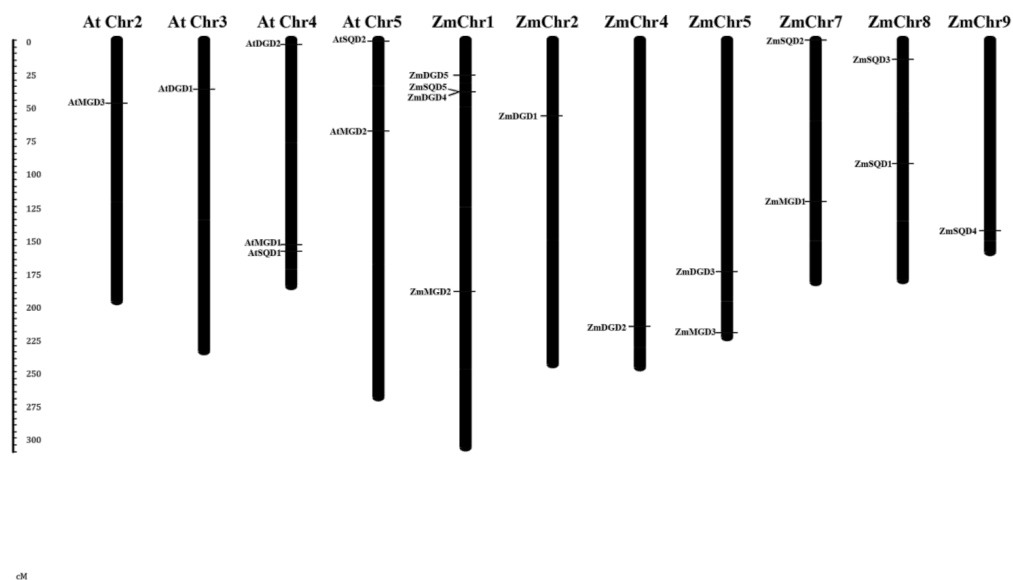 At Chr2 At Chr3 At Chr4 At Chr5 ZmChr1 ZmChr2 ZmChr4 ZmChr5 ZmChr7 ZmChr8 ZmChr9
0
25
50
75
100
125
150
175
200
225
250
275
300
cM
AtMGD3
AtDGD1
AtDGD2
AtMGD1
AtSQD1
AtSQD2
AtMGD2
ZmDGD5
ZmSQD5
ZmDGD4
ZmMGD2
ZmDGD1
ZmDGD2
ZmDGD3
ZmMGD3
ZmSQD2
ZmMGD1
ZmSQD3
ZmSQD1
ZmSQD4